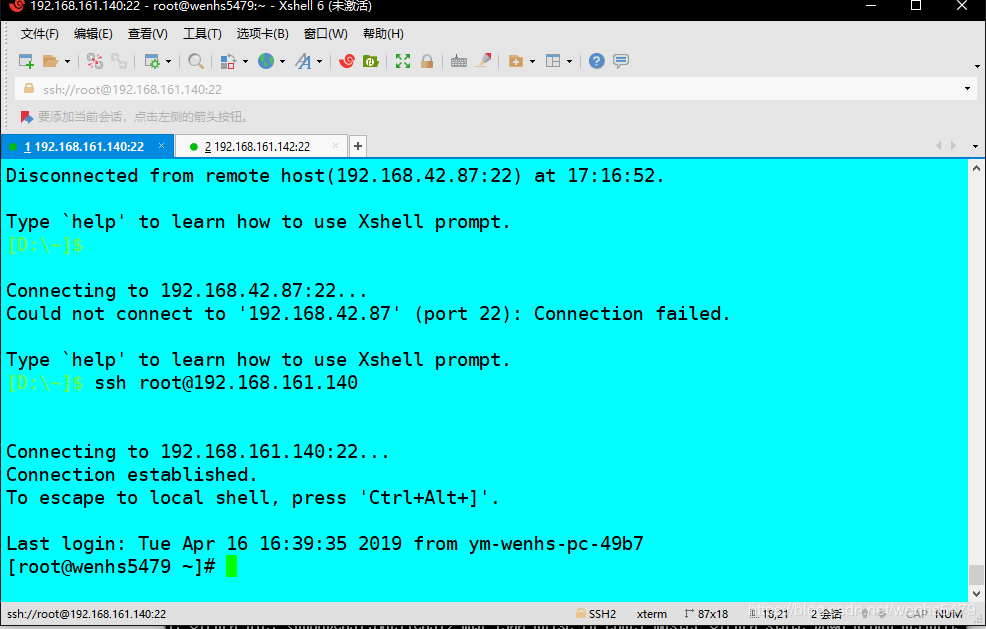 192.168.161.140:22 - root@wenhs5479:~ - Xshell 6 (未激活)
文件(F) 编辑(E) 查看(V) 工具(T) 选项卡(B) 窗口(W) 帮助(H)
ssh://root@192.168.161.140:22
要添加当前会话，点击左侧的箭头按钮。
1 192.168.161.140:22 × 2 192.168.161.142:22 × +
Disconnected from remote host(192.168.42.87:22) at 17:16:52.
Type `help' to learn how to use Xshell prompt.
[D:\~]$
Connecting to 192.168.42.87:22...
Could not connect to '192.168.42.87' (port 22): Connection failed.
Type `help' to learn how to use Xshell prompt.
[D:\~]$ ssh root@192.168.161.140
Connecting to 192.168.161.140:22...
Connection established.
To escape to local shell, press 'Ctrl+Alt+]'.
Last login: Tue Apr 16 16:39:35 2019 from ym-wenhs-pc-49b7
[root@wenhs5479 ~]#
ssh://root@192.168.161.140:22 SSH2 xterm 87x18 18,21 2 会话 CAP NUM
https://blog.csdn.net/wenhs5479